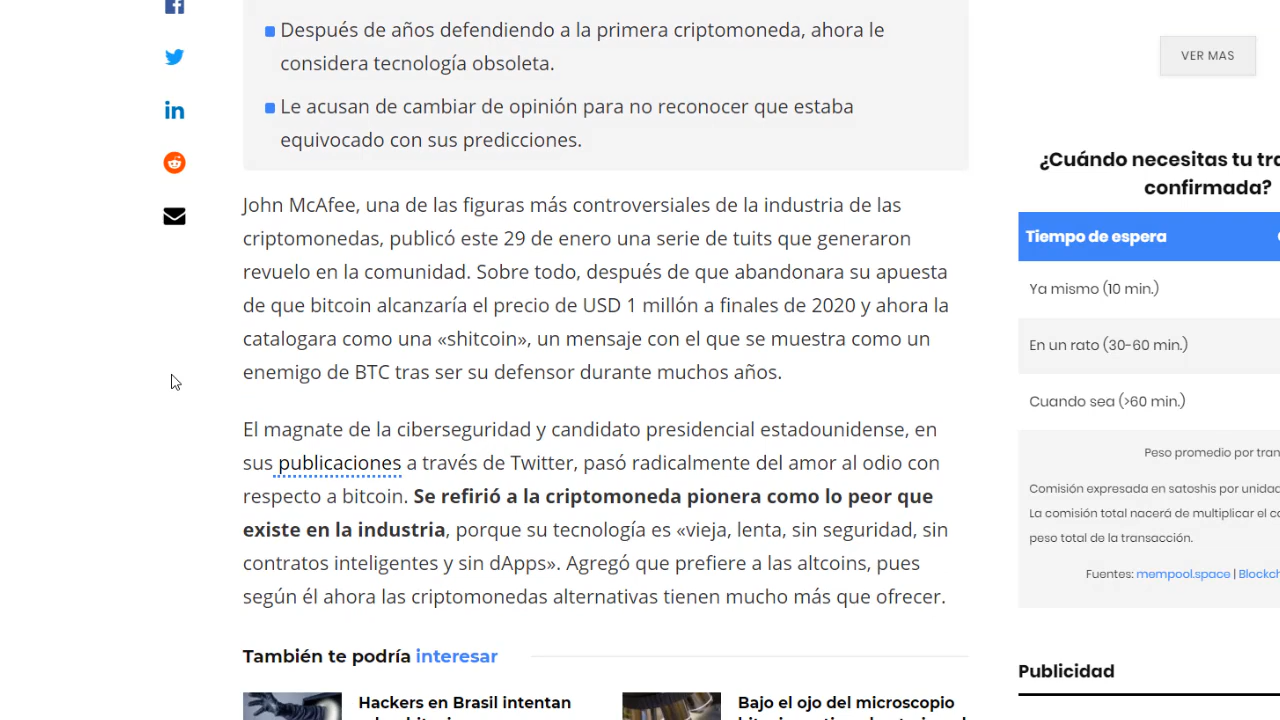 Después de años defendiendo a la primera criptomoneda, ahora le
considera tecnología obsoleta.
Le acusan de cambiar de opinión para no reconocer que estaba
equivocado con sus predicciones.
John McAfee, una de las figuras más controversiales de la industria de las
criptomonedas, publicó este 29 de enero una serie de tuits que generaron
revuelo en la comunidad. Sobre todo, después de que abandonara su apuesta
de que bitcoin alcanzaría el precio de USD 1 millón a finales de 2020 y ahora la
catalogara como una «shitcoin», un mensaje con el que se muestra como un
enemigo de BTC tras ser su defensor durante muchos años.
El magnate de la ciberseguridad y candidato presidencial estadounidense, en
sus publicaciones a través de Twitter, pasó radicalmente del amor al odio con
respecto a bitcoin. Se refirió a la criptomoneda pionera como lo peor que
existe en la industria, porque su tecnología es «vieja, lenta, sin seguridad, sin
contratos inteligentes y sin dApps». Agregó que prefiere a las altcoins, pues
según él ahora las criptomonedas alternativas tienen mucho más que ofrecer.
También te podría interesar
Hackers en Brasil intentan
Bajo el ojo del microscopio
VER MAS
¿Cuándo necesitas tu
confirmada?
Tiempo de espera
Ya mismo (10 min.)
En un rato (30-60 min.)
Cuando sea (>60 min.)
Peso promedio por
Comisión expresada en satoshis por
La comisión total nacerá de multiplicar el
peso total de la transacción.
Fuentes: mempool.space |
Publicidad